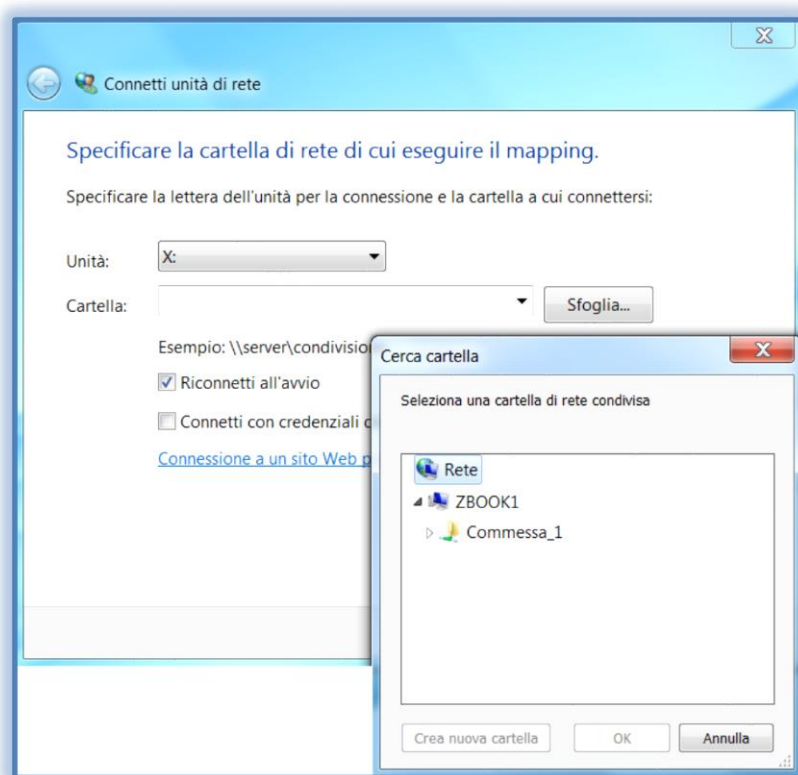 Connetti unità di rete
Specificare la cartella di rete di cui eseguire il mapping.
Specificare la lettera dell'unità per la connessione e la cartella a cui connettersi:
Unità: X:
Cartella: Sfoglia...
Esempio: \\server\condivision
Riconnetti all'avvio
Connetti con credenziali
Connessione a un sito Web p
Cerca cartella
Seleziona una cartella di rete condivisa
Rete
ZBOOK1
Commessa_1
Crea nuova cartella OK Annulla